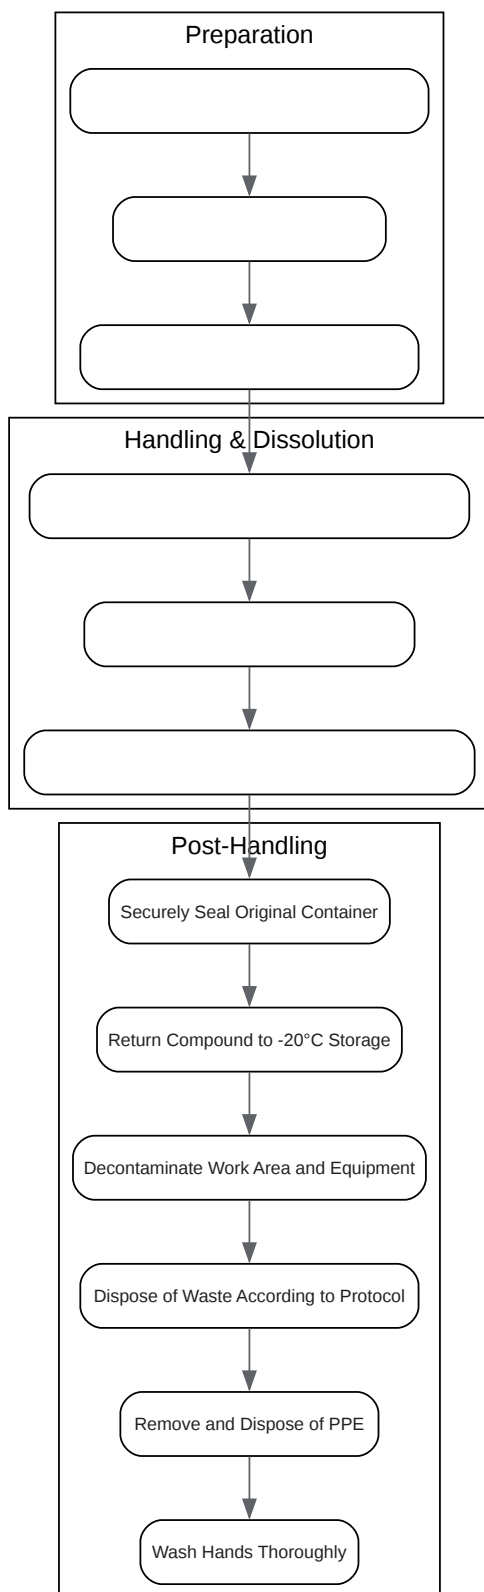 Preparation
Handling & Dissolution
Post-Handling
Securely Seal Original Container
Return Compound to -20°C Storage
Decontaminate Work Area and Equipment
Dispose of Waste According to Protocol
Remove and Dispose of PPE
Wash Hands Thoroughly